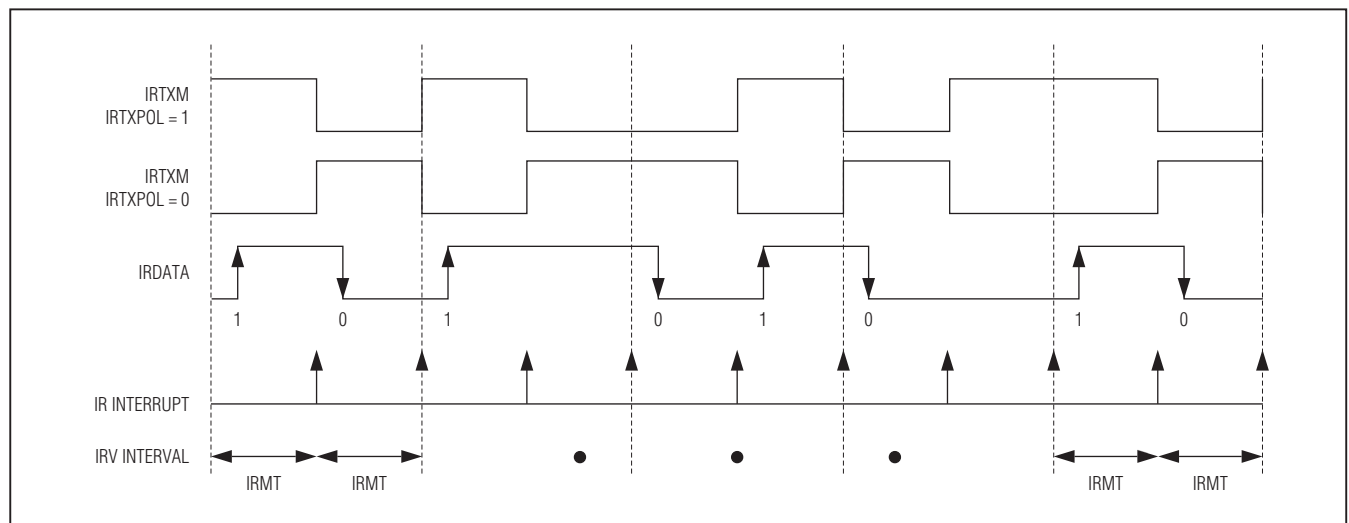 IRTXM
IRTXPOL = 1
IRTXM
IRTXPOL = 0
IRDATA
1 0 1 0 1 0 1 0
IR INTERRUPT
IRV INTERVAL
IRMT IRMT IRMT IRMT